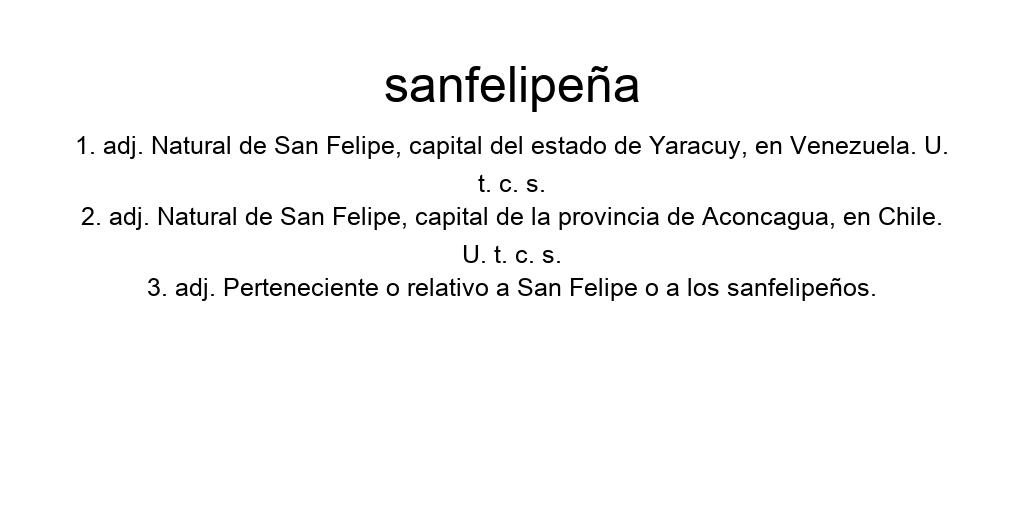 sanfelipeña
1. adj. Natural de San Felipe, capital del estado de Yaracuy, en Venezuela. U.
t. c. s.
2. adj. Natural de San Felipe, capital de la provincia de Aconcagua, en Chile.
U. t. c. s.
3. adj. Perteneciente o relativo a San Felipe o a los sanfelipeños.